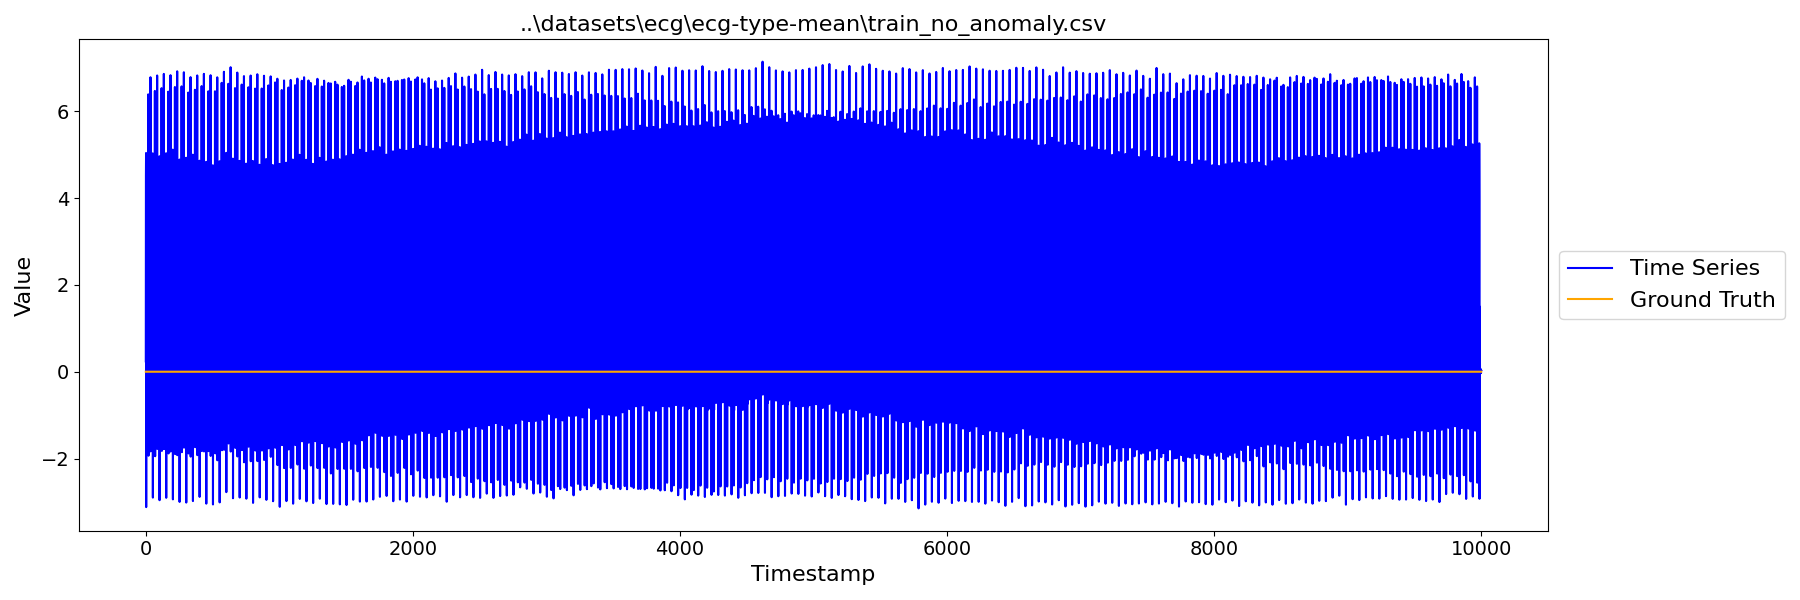 ..\datasets\ecg\ecg-type-mean\train_no_anomaly.csv
6
4
2
0
−2
Value
0 2000 4000 6000 8000 10000
Timestamp
Time Series
Ground Truth